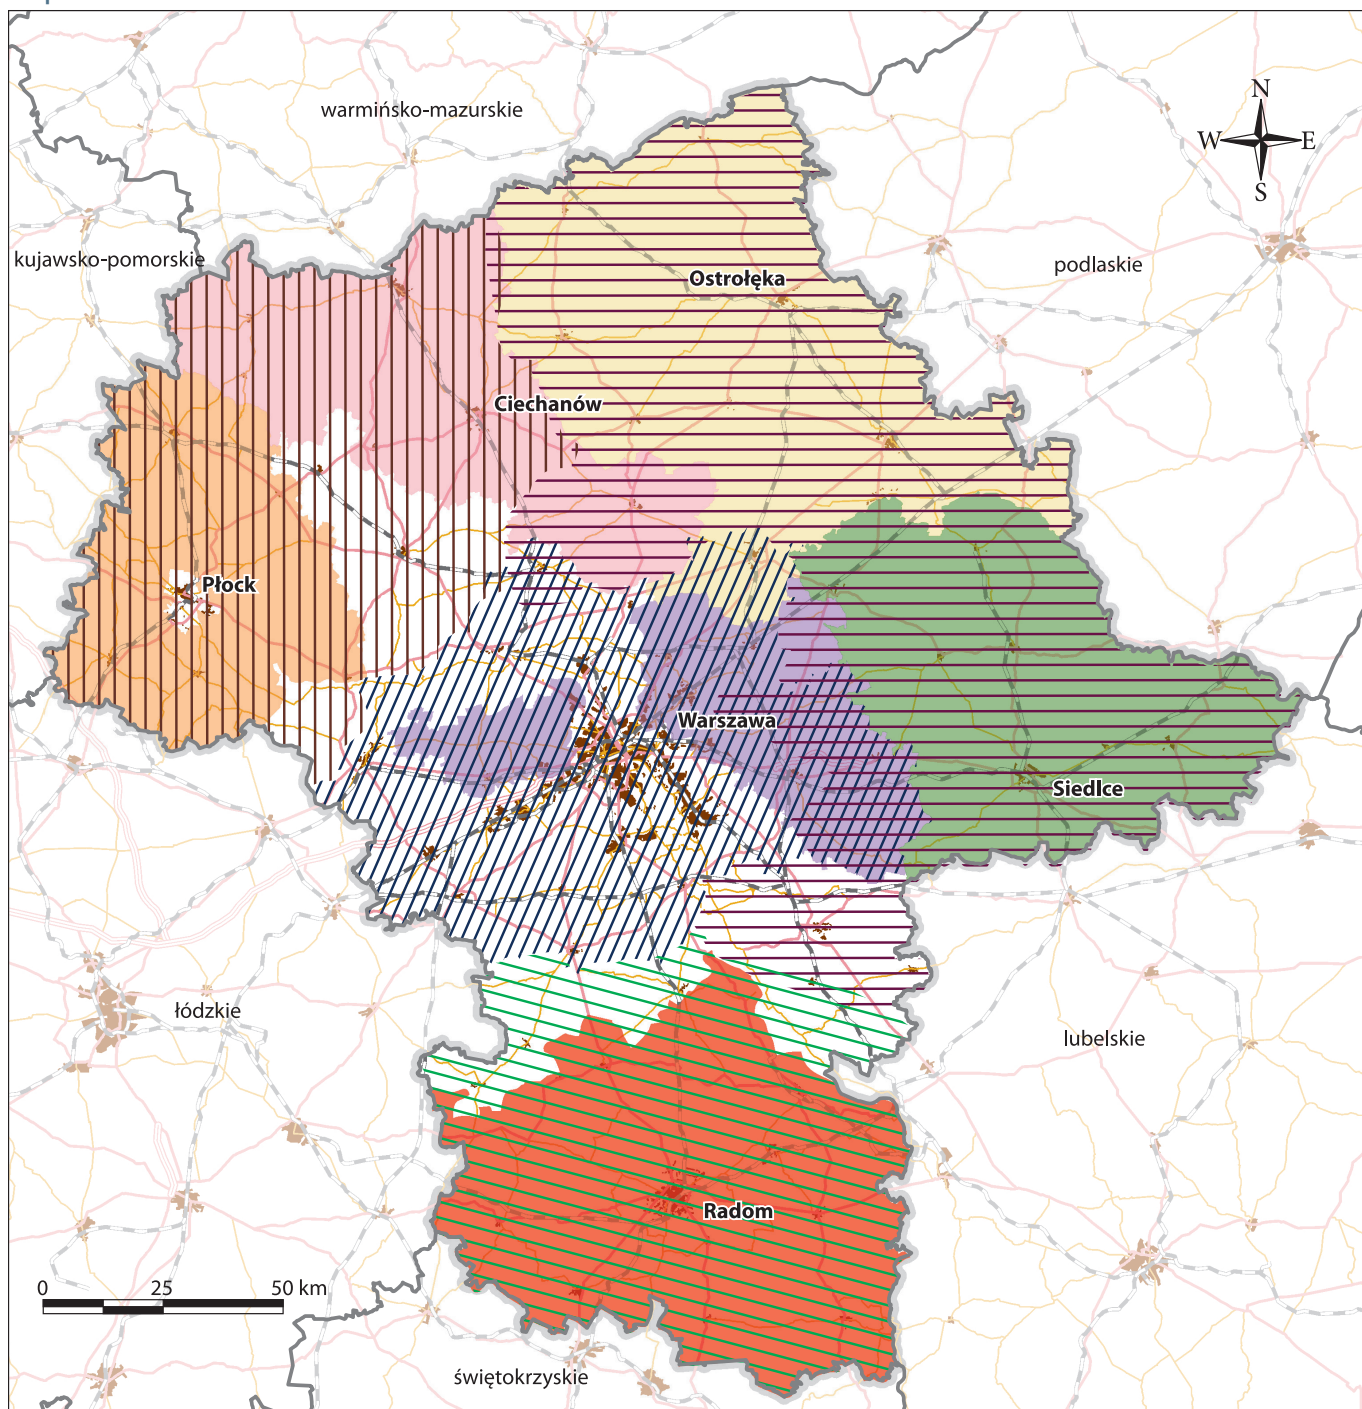 warmińsko-mazurskie
N
W
E
S
kujawsko-pomorskie
podlaskie
Ostrołęka
Ciechanów
Płock
Warszawa
Siedlce
łódzkie
lubelskie
Radom
0 25 50 km
świętokrzyskie